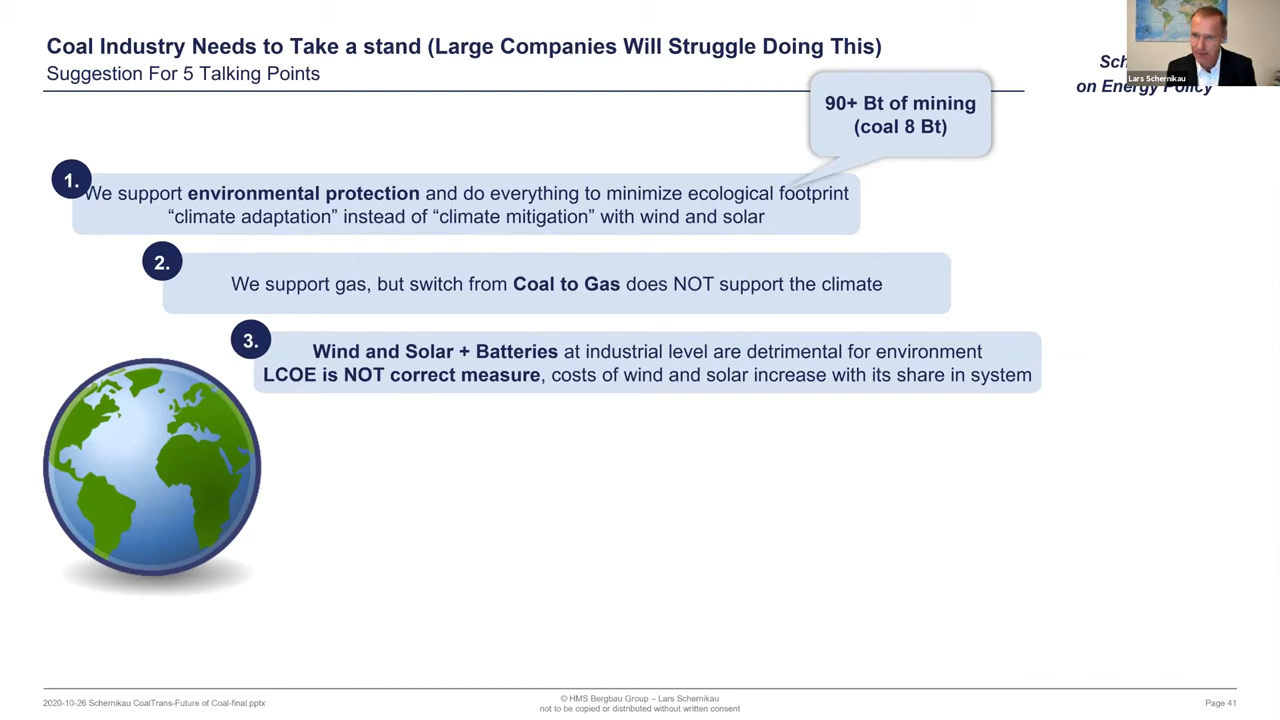 Coal Industry Needs to Take a stand (Large Companies Will Struggle Doing This)
Suggestion For 5 Talking Points
Lars Schernikau
on Energy Policy
90+ Bt of mining
(coal 8 Bt)
1.
We support environmental protection and do everything to minimize ecological footprint
“climate adaptation” instead of “climate mitigation” with wind and solar
2.
We support gas, but switch from Coal to Gas does NOT support the climate
3.
Wind and Solar + Batteries at industrial level are detrimental for environment
LCOE is NOT correct measure, costs of wind and solar increase with its share in system
2020-10-26 Schernikau CoalTrans-Future of Coal-final.pptx
© HMS Bergbau Group – Lars Schernikau
not to be copied or distributed without written consent
Page 41